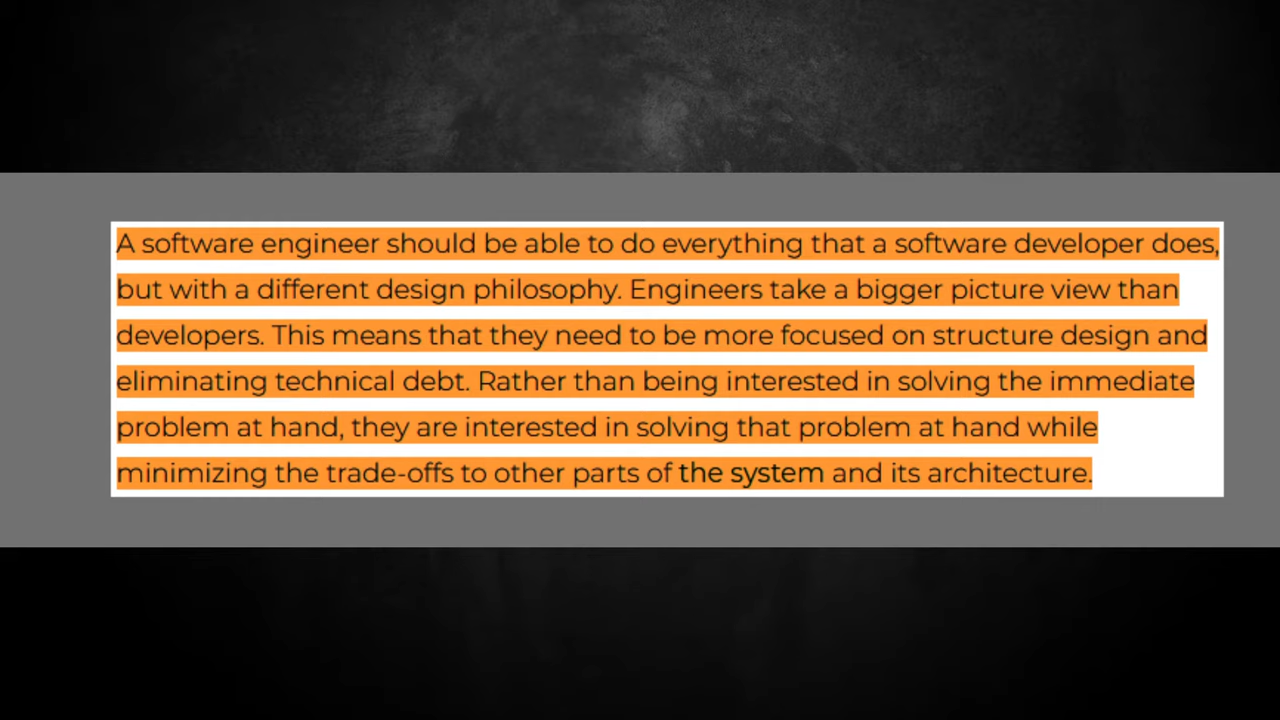 A software engineer should be able to do everything that a software developer does,
but with a different design philosophy. Engineers take a bigger picture view than
developers. This means that they need to be more focused on structure design and
eliminating technical debt. Rather than being interested in solving the immediate
problem at hand, they are interested in solving that problem at hand while
minimizing the trade-offs to other parts of the system and its architecture.